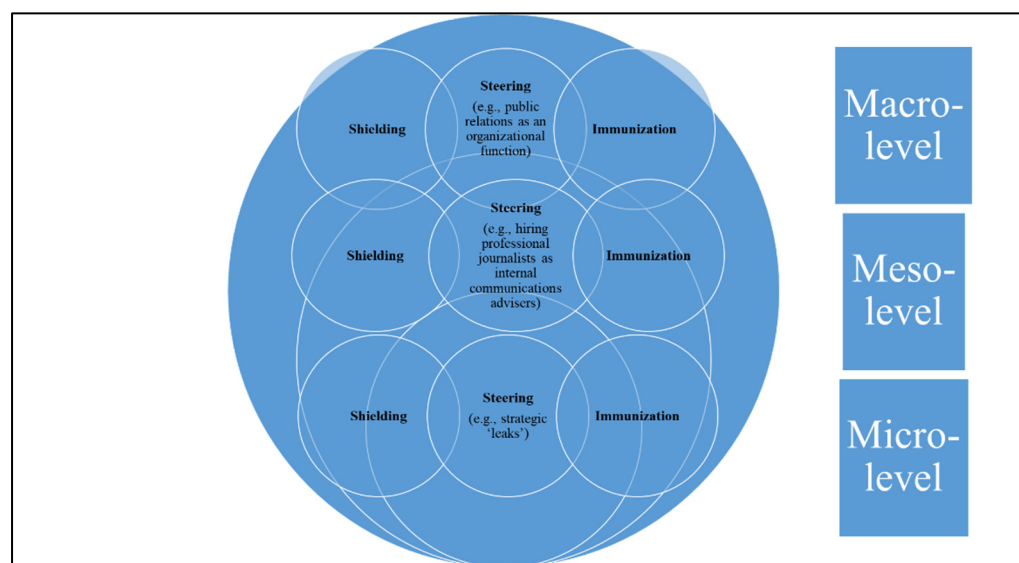 Steering
(e.g., public
relations as an
organizational
function)
Shielding
Immunization
Macro-
level
Steering
(e.g., hiring
professional
journalists as
internal
communications
advisers)
Shielding
Immunization
Meso-
level
Steering
(e.g., strategic
‘leaks’)
Shielding
Immunization
Micro-
level